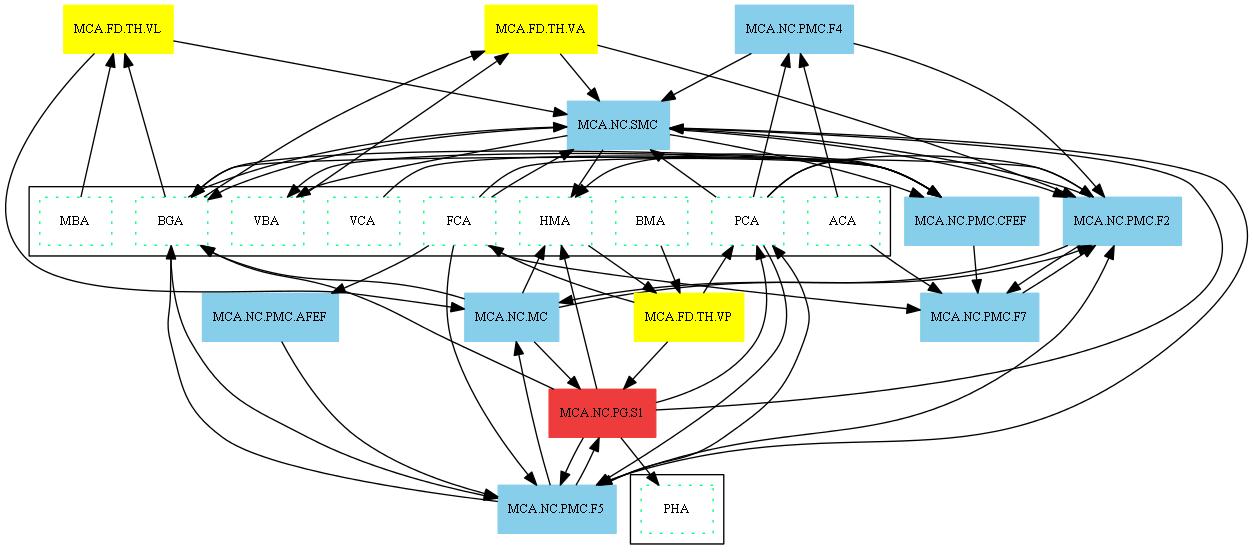 MCA.FD.TH.VL
MCA.FD.TH.VA
MCA.NC.PMC.F4
MCA.NC.SMC
MBA
BGA
VBA
VCA
FCA
HMA
BMA
PCA
ACA
MCA.NC.PMC.CFEF
MCA.NC.PMC.F2
MCA.NC.PMC.AFEF
MCA.NC.MC
MCA.FD.TH.VP
MCA.NC.PMC.F7
MCA.NC.PG.S1
MCA.NC.PMC.F5
PHA